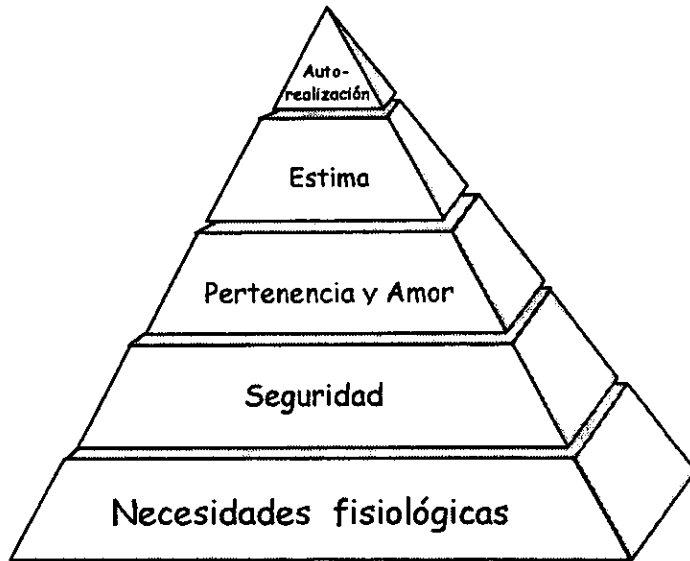 Auto-
realización
Estima
Pertenencia y Amor
Seguridad
Necesidades fisiológicas